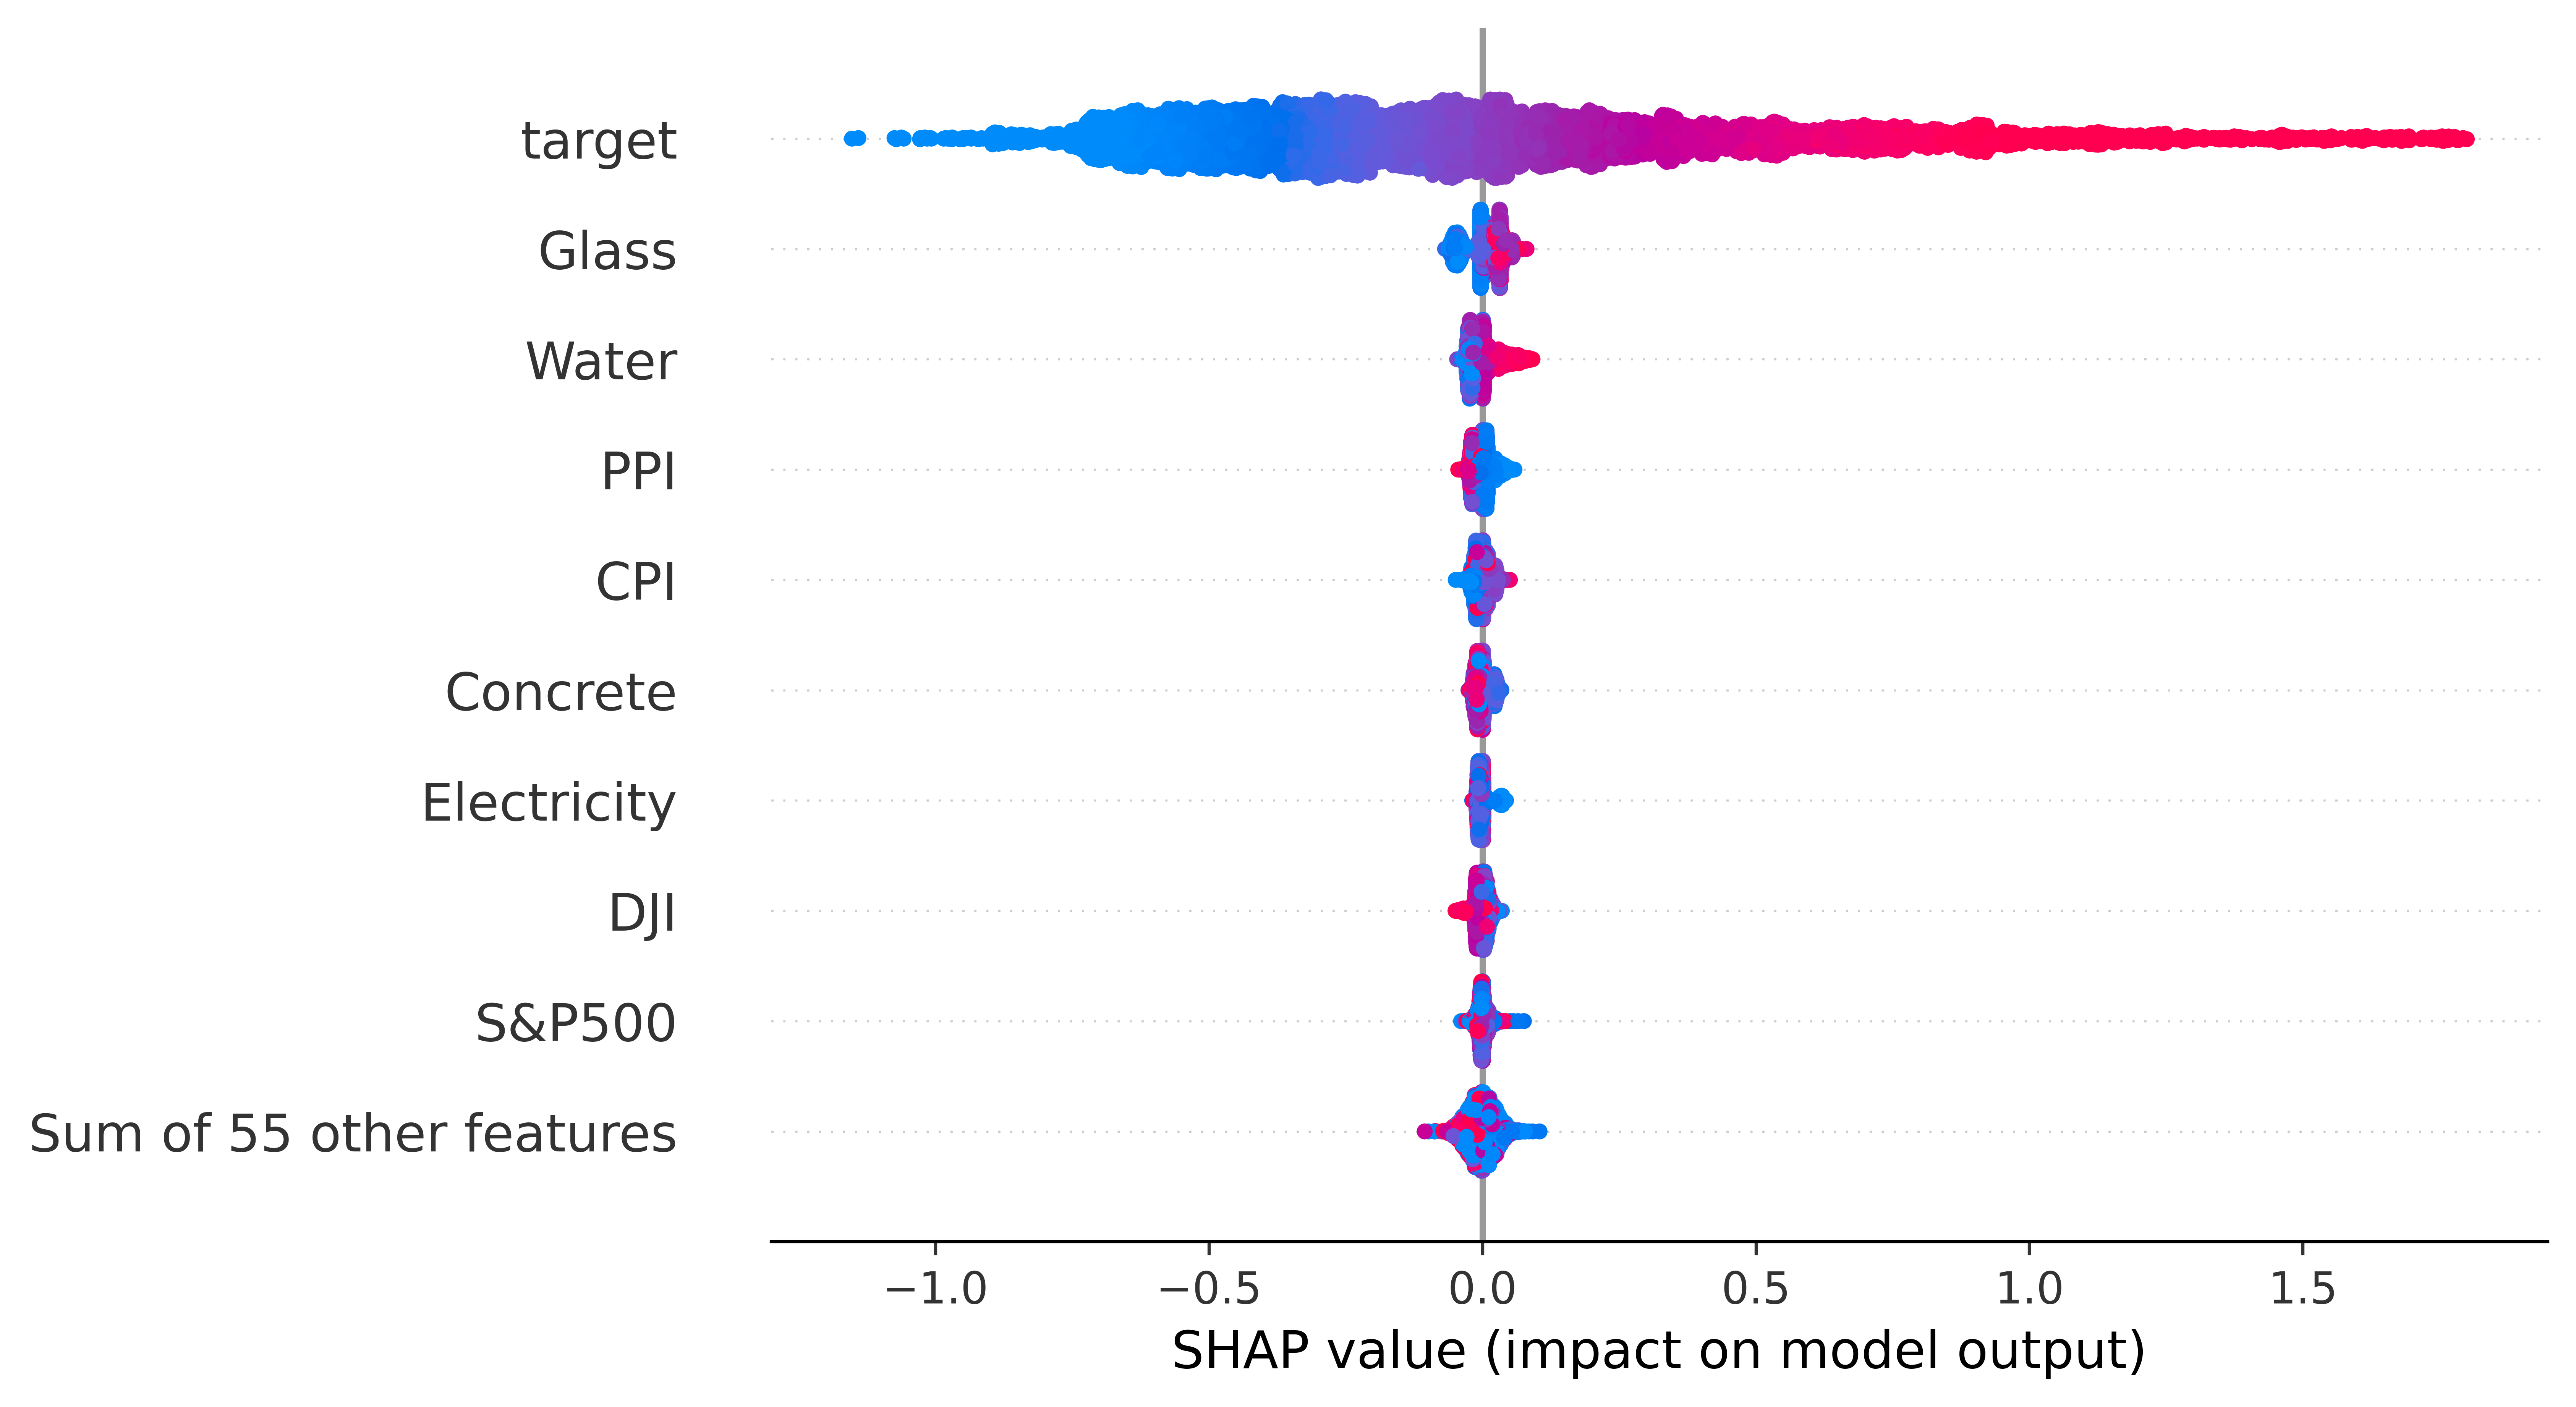 target
Glass
Water
PPI
CPI
Concrete
Electricity
DJI
S&P500
Sum of 55 other features
−1.0 −0.5 0.0 0.5 1.0 1.5
SHAP value (impact on model output)